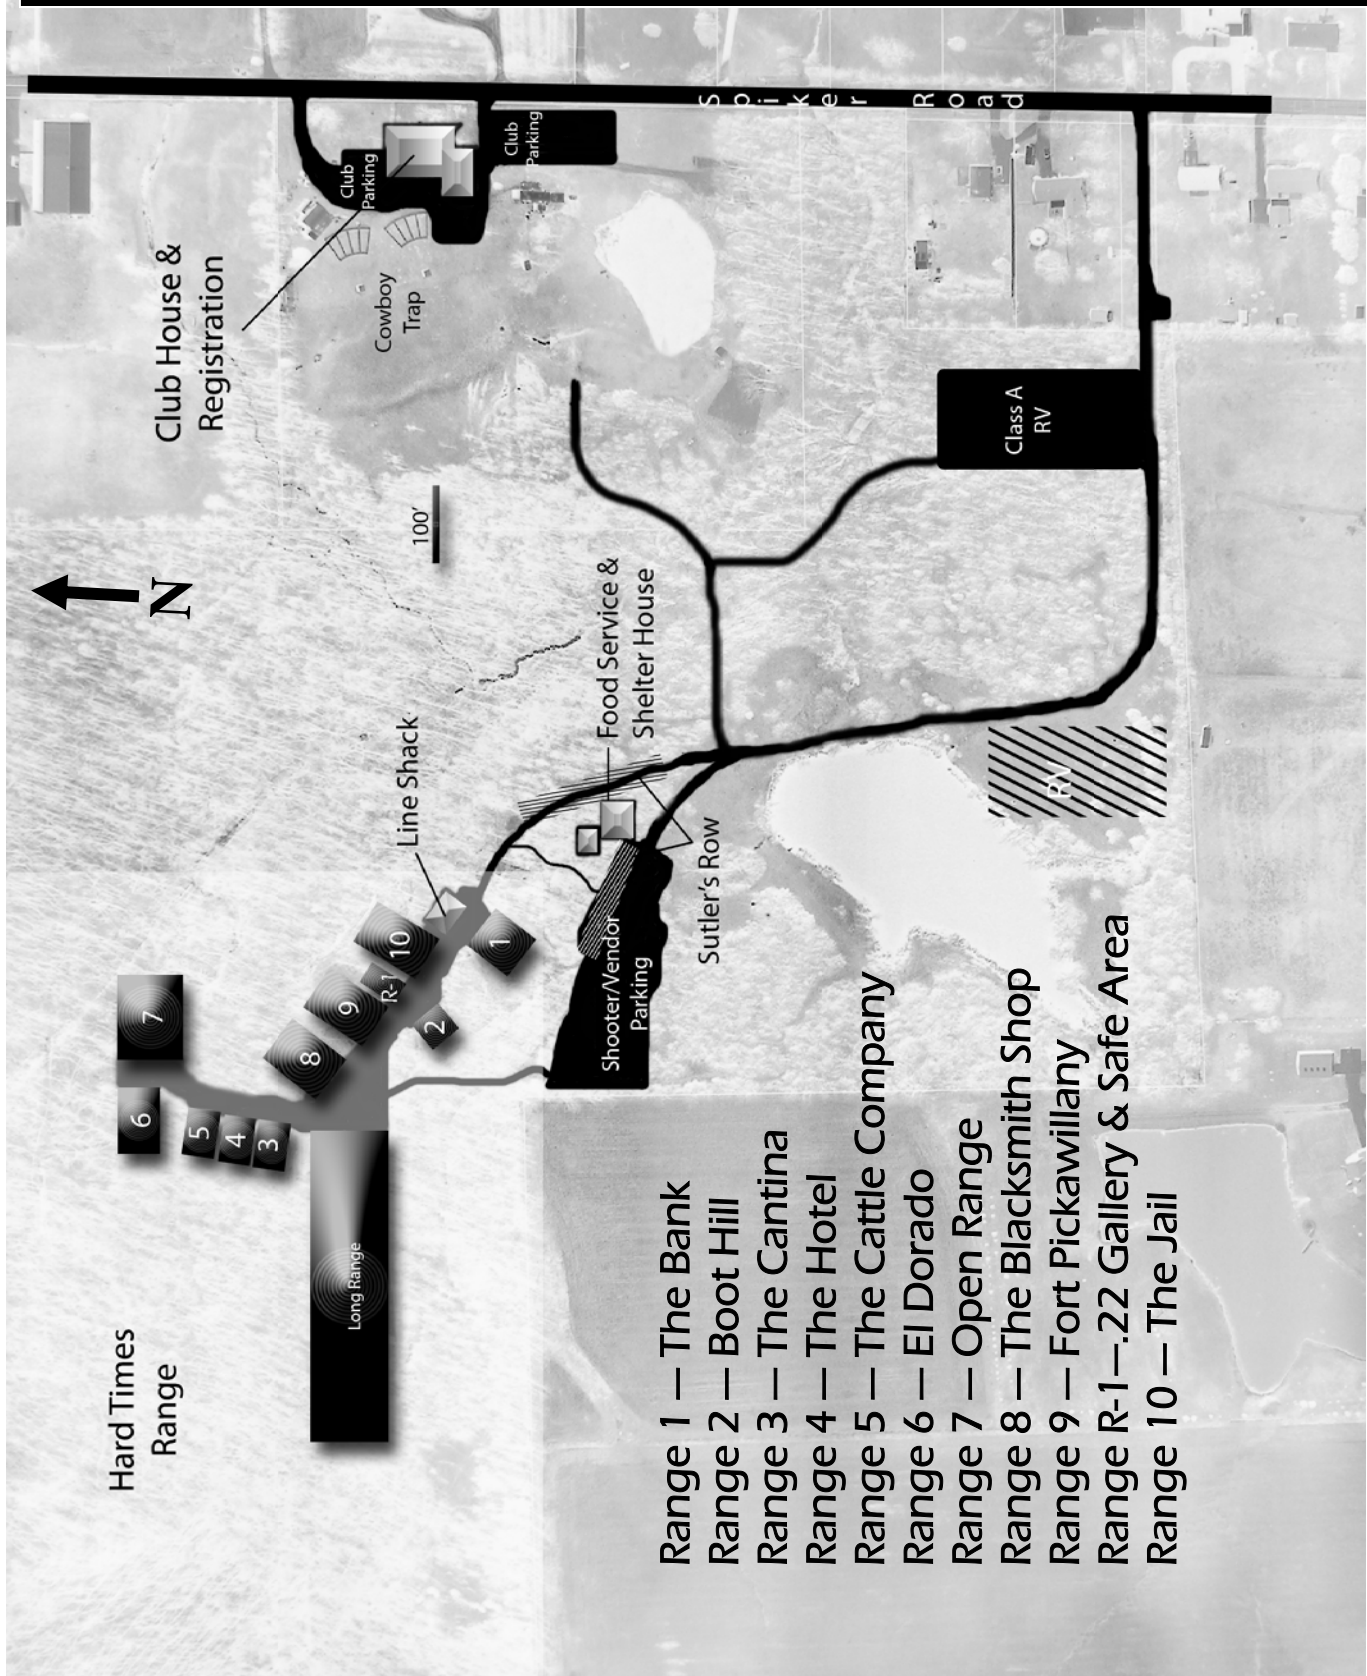 Hard Times
Range
Club House &
Registration
Cowboy
Trap
Club
Parking
Club
Parking
Spiker Road
N
100'
Line Shack
Food Service &
Shelter House
Sutler's Row
Shooter/Vendor
Parking
Class A
RV
RV
Long Range
7
6
5
4
3
8
9
R-1
10
2
1
Range 1 — The Bank
Range 2 — Boot Hill
Range 3 — The Cantina
Range 4 — The Hotel
Range 5 — The Cattle Company
Range 6 — El Dorado
Range 7 — Open Range
Range 8 — The Blacksmith Shop
Range 9 — Fort Pickawillany
Range R-1—.22 Gallery & Safe Area
Range 10 — The Jail